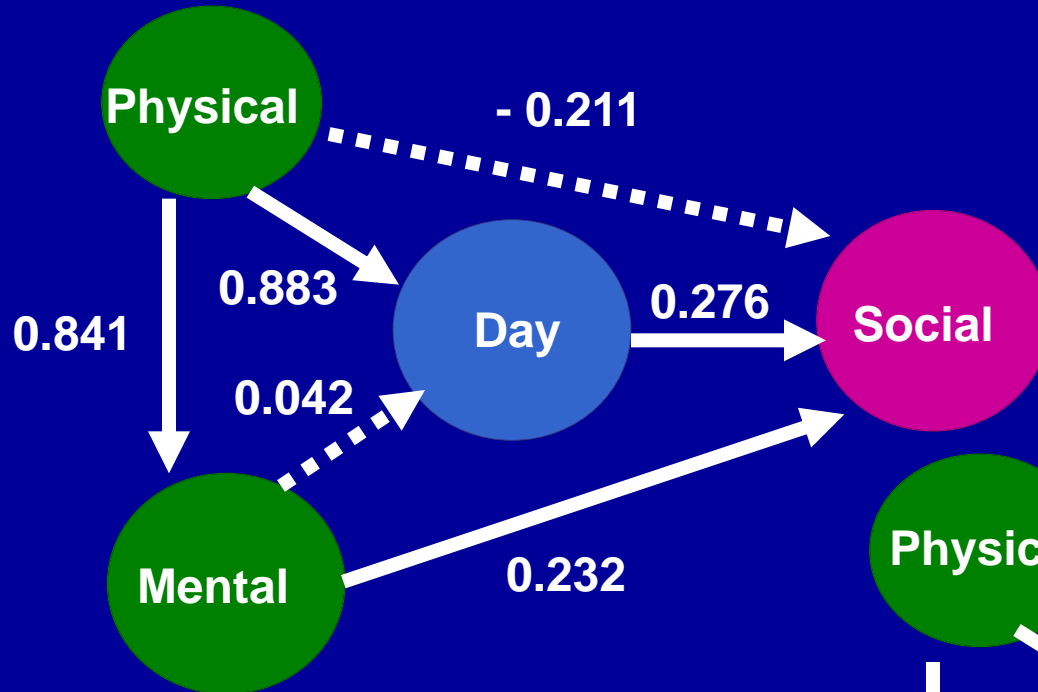 Physical
- 0.211
0.883
0.276
Day
Social
0.841
0.042
Physic
0.232
Mental